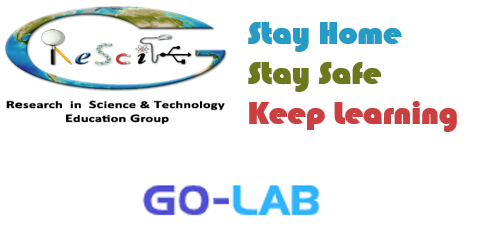 ReSciTEG
Research in Science & Technology
Education Group
Stay Home
Stay Safe
Keep Learning
GO-LAB